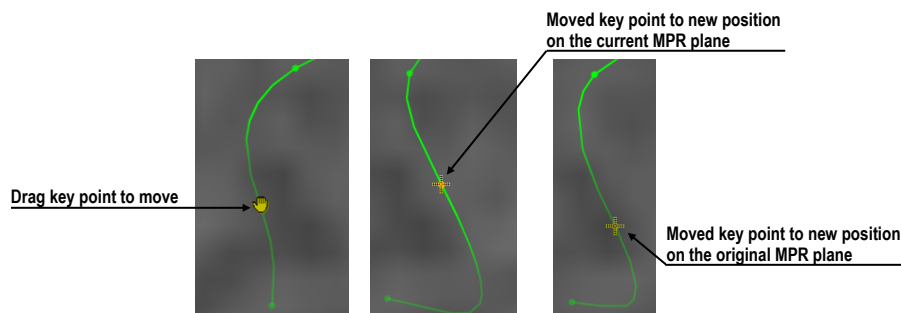 Moved key point to new position
on the current MPR plane
Drag key point to move
Moved key point to new position
on the original MPR plane